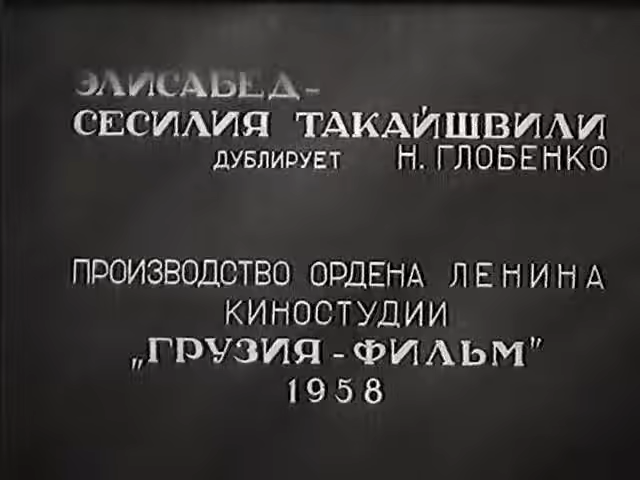 ЭЛИСАБЕД-
СЕСИЛИЯ ТАКАЙШВИЛИ
ДУБЛИРУЕТ Н. ГЛОБЕНКО
ПРОИЗВОДСТВО ОРДЕНА ЛЕНИНА
КИНОСТУДИИ
„ГРУЗИЯ-ФИЛЬМ"
1958